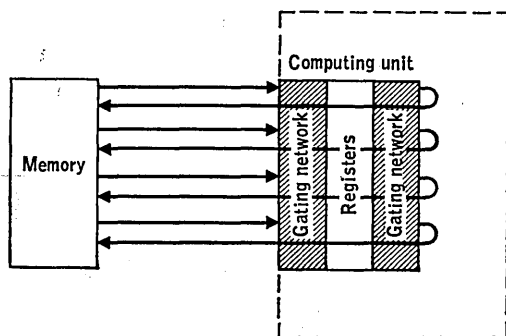 Computing unit
Memory
Gating network
Registers
Gating network